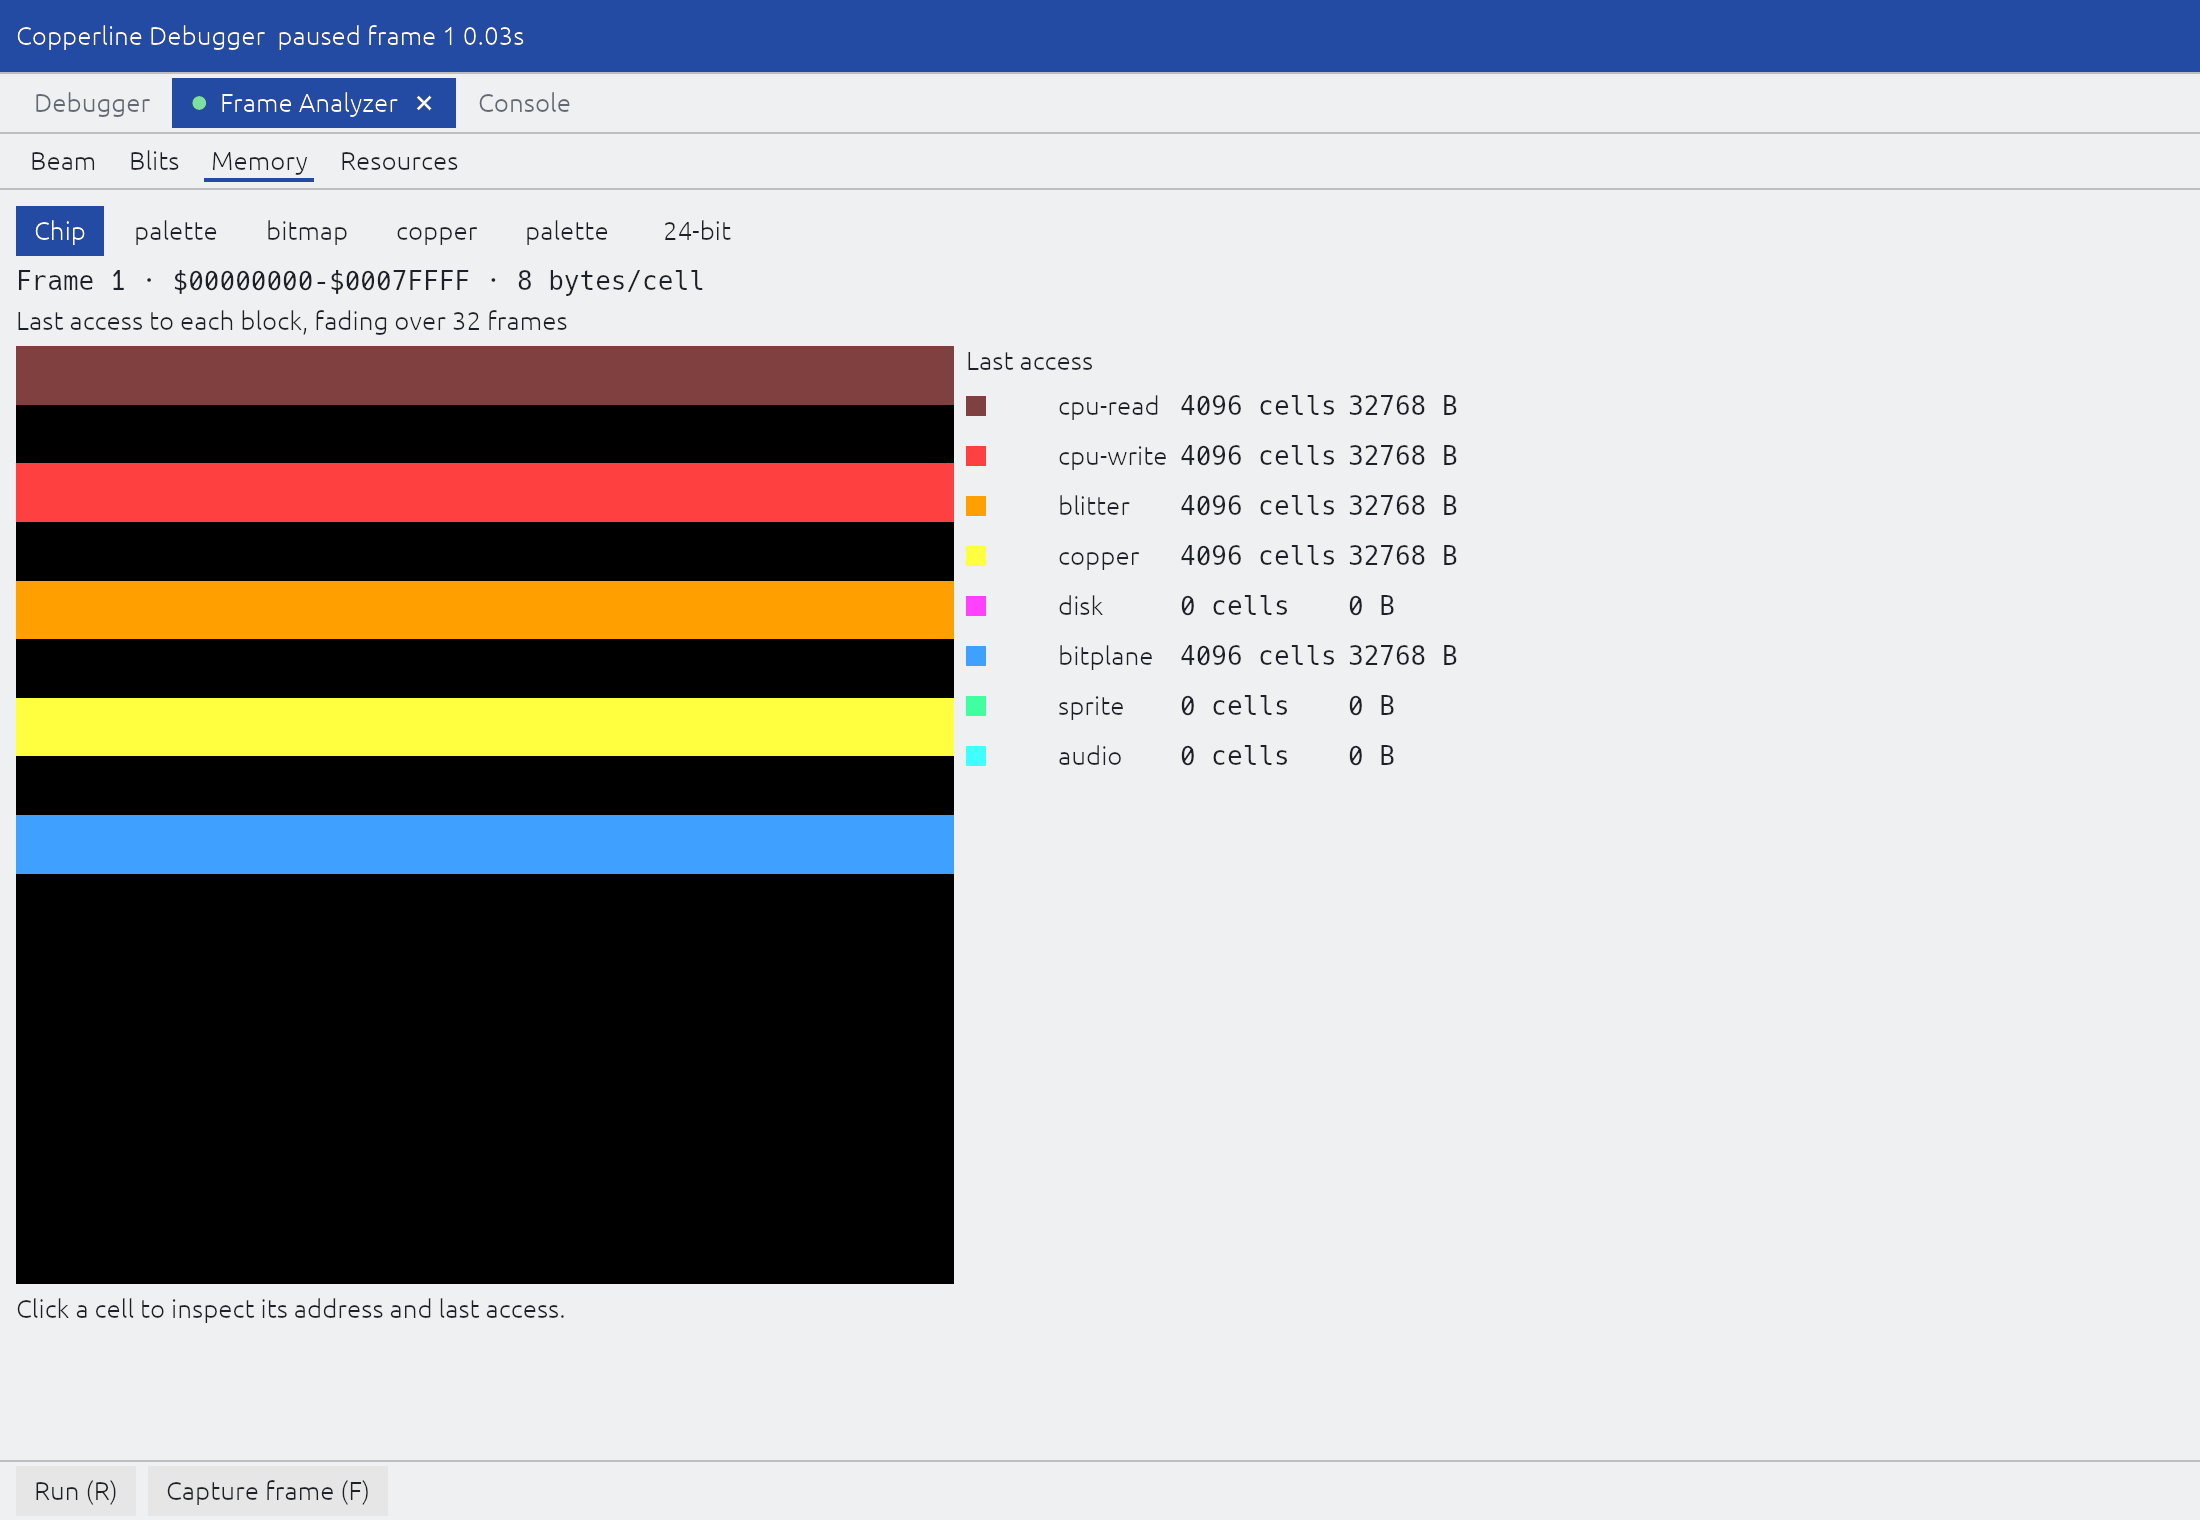 Copperline Debugger paused frame 1 0.03s
Debugger Frame Analyzer ✕ Console
Beam Blits Memory Resources
Chip palette bitmap copper palette 24-bit
Frame 1 · $00000000-$0007FFFF · 8 bytes/cell
Last access to each block, fading over 32 frames
Last access
cpu-read 4096 cells 32768 B
cpu-write 4096 cells 32768 B
blitter 4096 cells 32768 B
copper 4096 cells 32768 B
disk 0 cells 0 B
bitplane 4096 cells 32768 B
sprite 0 cells 0 B
audio 0 cells 0 B
Click a cell to inspect its address and last access.
Run (R) Capture frame (F)